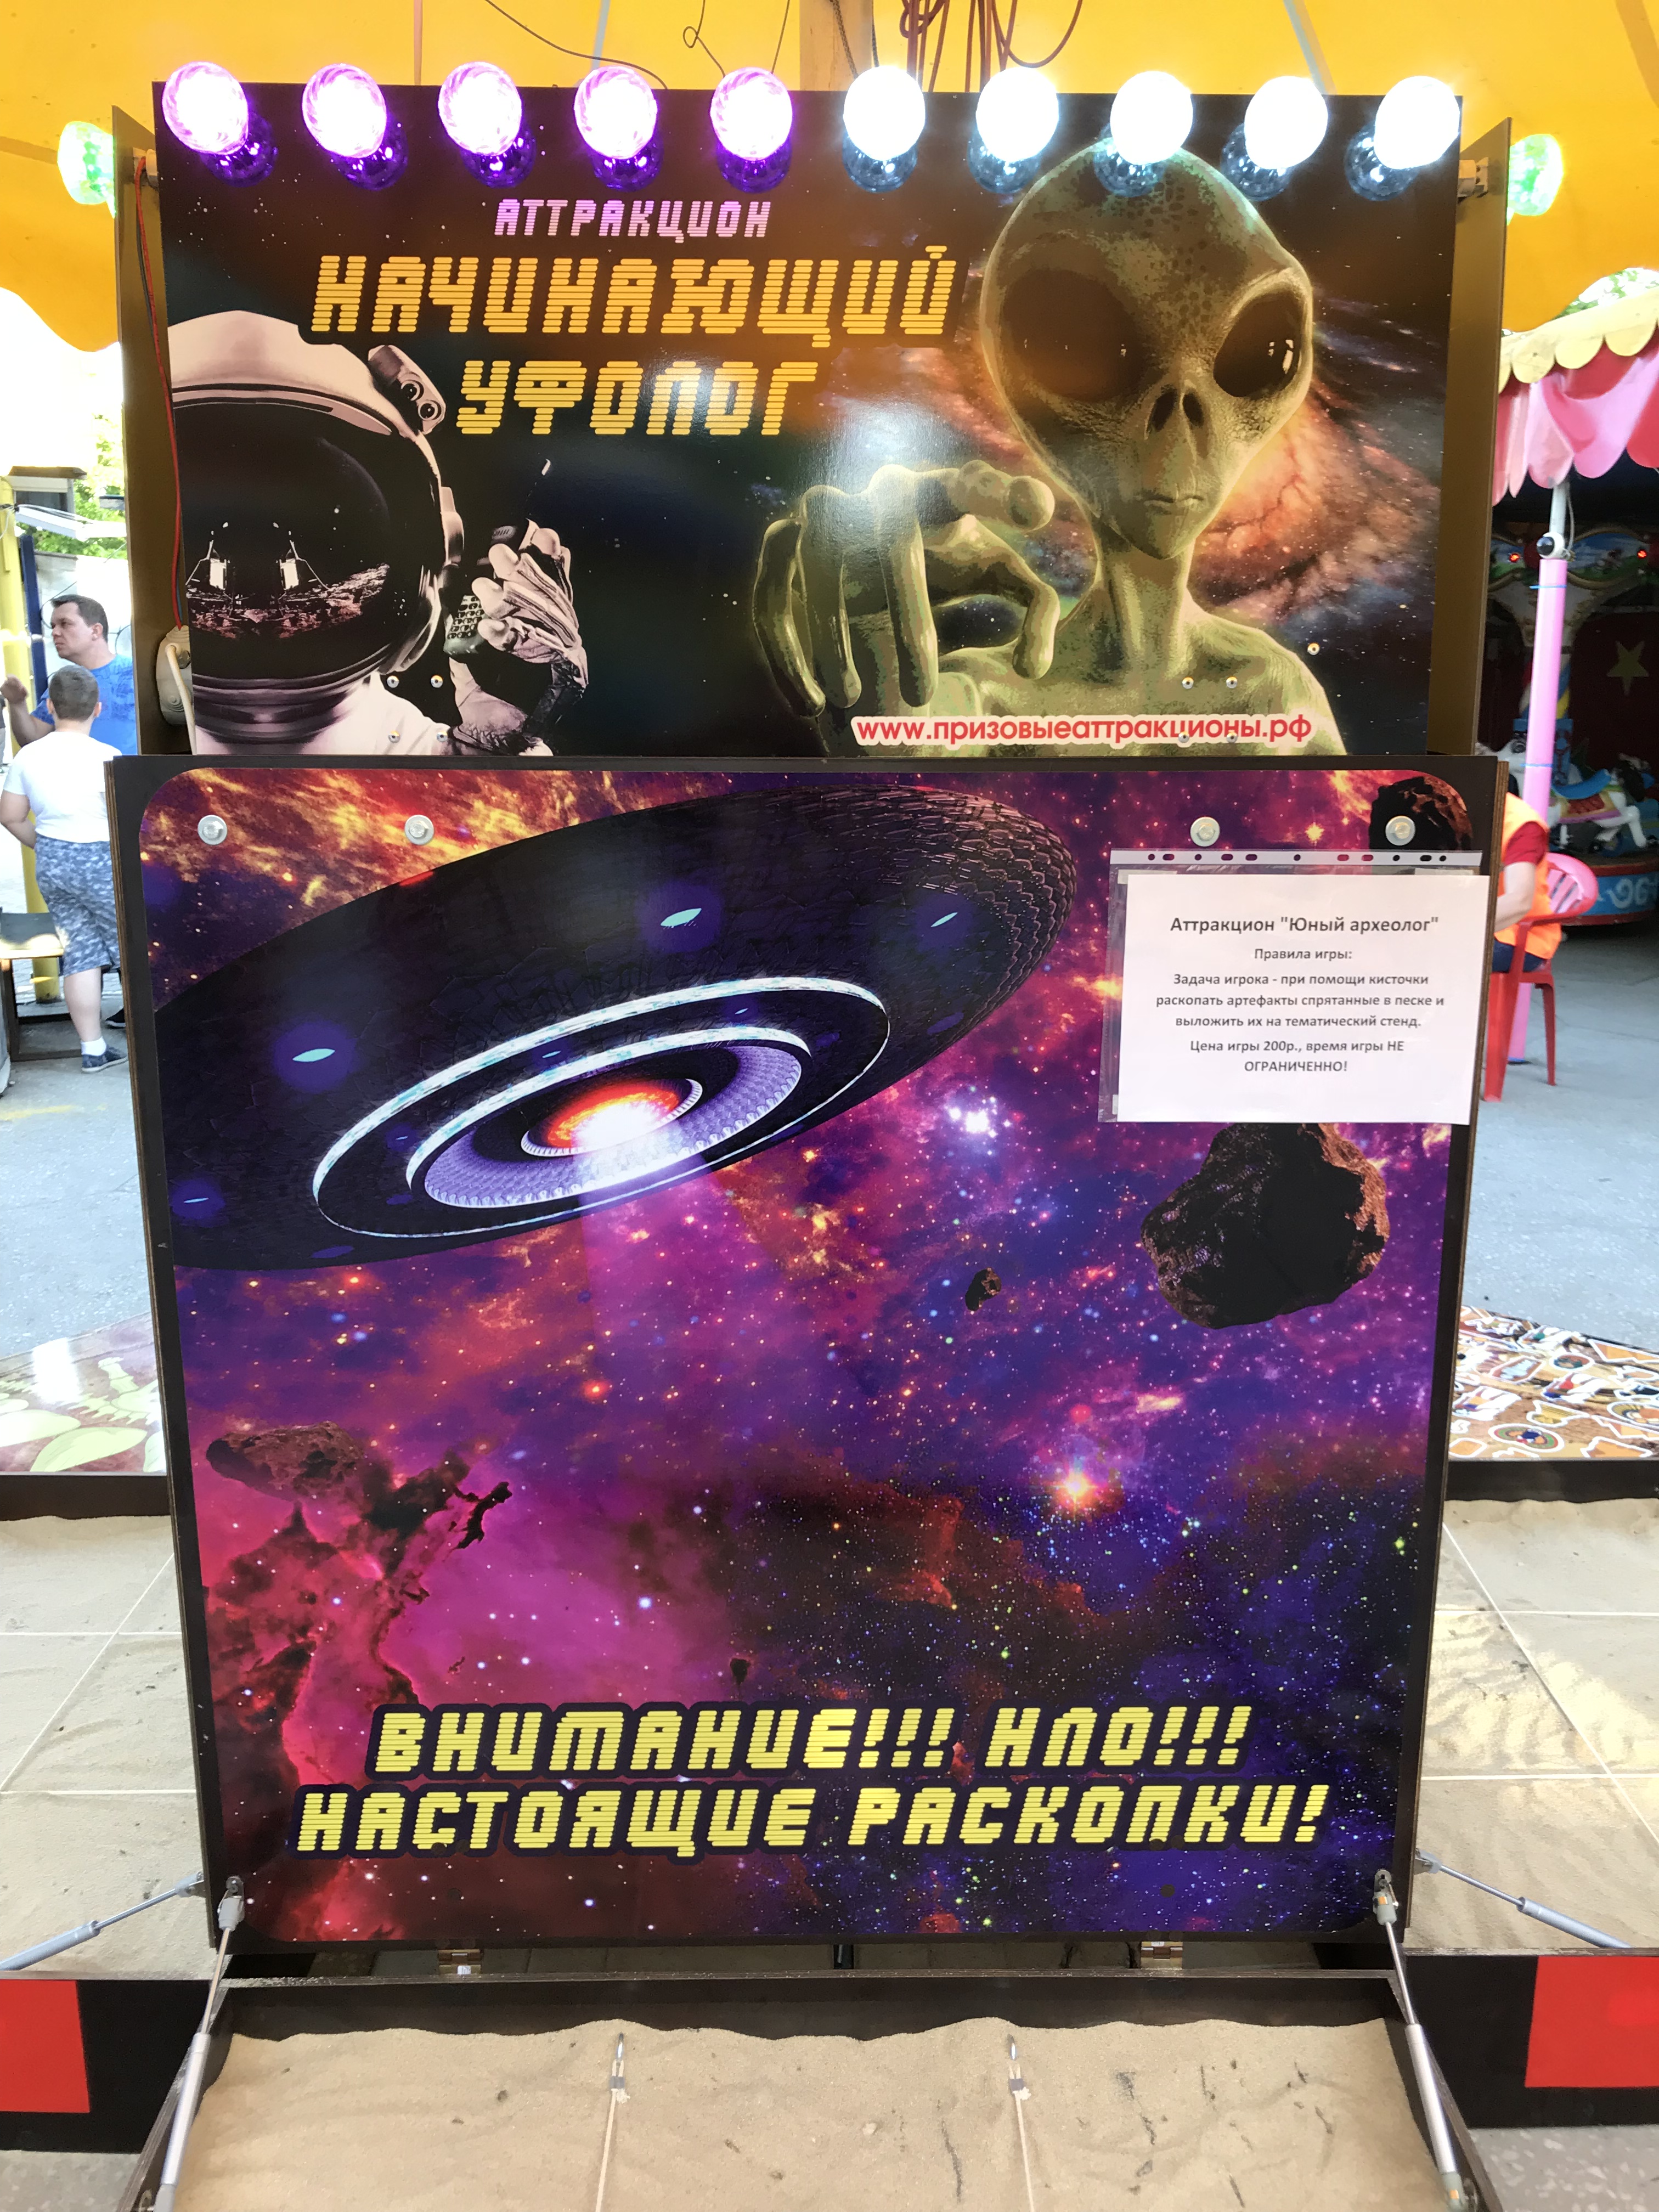 АТТРАКЦИОН
НАЧИНАЮЩИЙ
УФОЛОГ
www.призовыеаттракционы.рф
Аттракцион "Юный археолог"
Правила игры:
Задача игрока - при помощи кисточки
раскопать артефакты спрятанные в песке и
выложить их на тематический стенд.
Цена игры 200р., время игры НЕ
ОГРАНИЧЕННО!
ВНИМАНИЕ!!! НЛО!!!
НАСТОЯЩИЕ РАСКОПКИ!